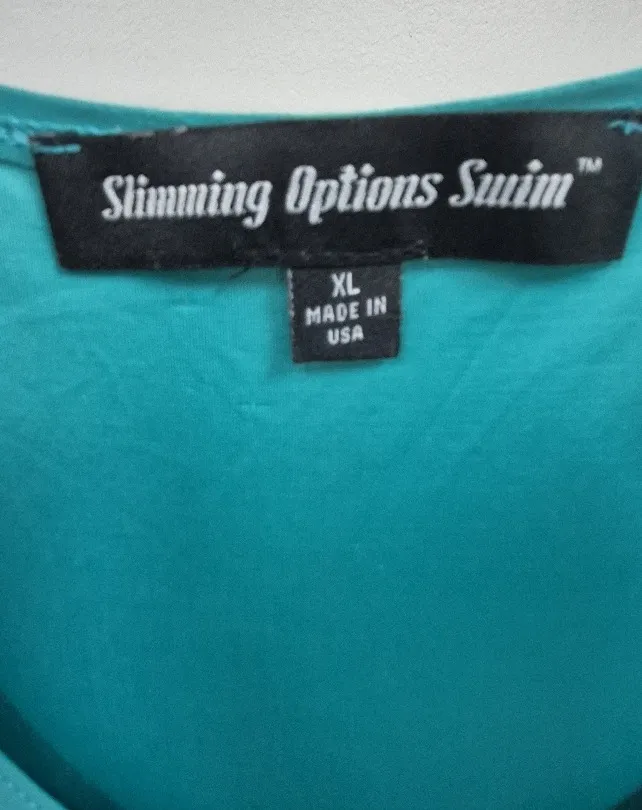 Slimming Options Swim™
XL
MADE IN
USA